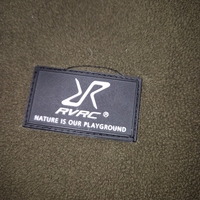 RVRC®
NATURE IS OUR PLAYGROUND